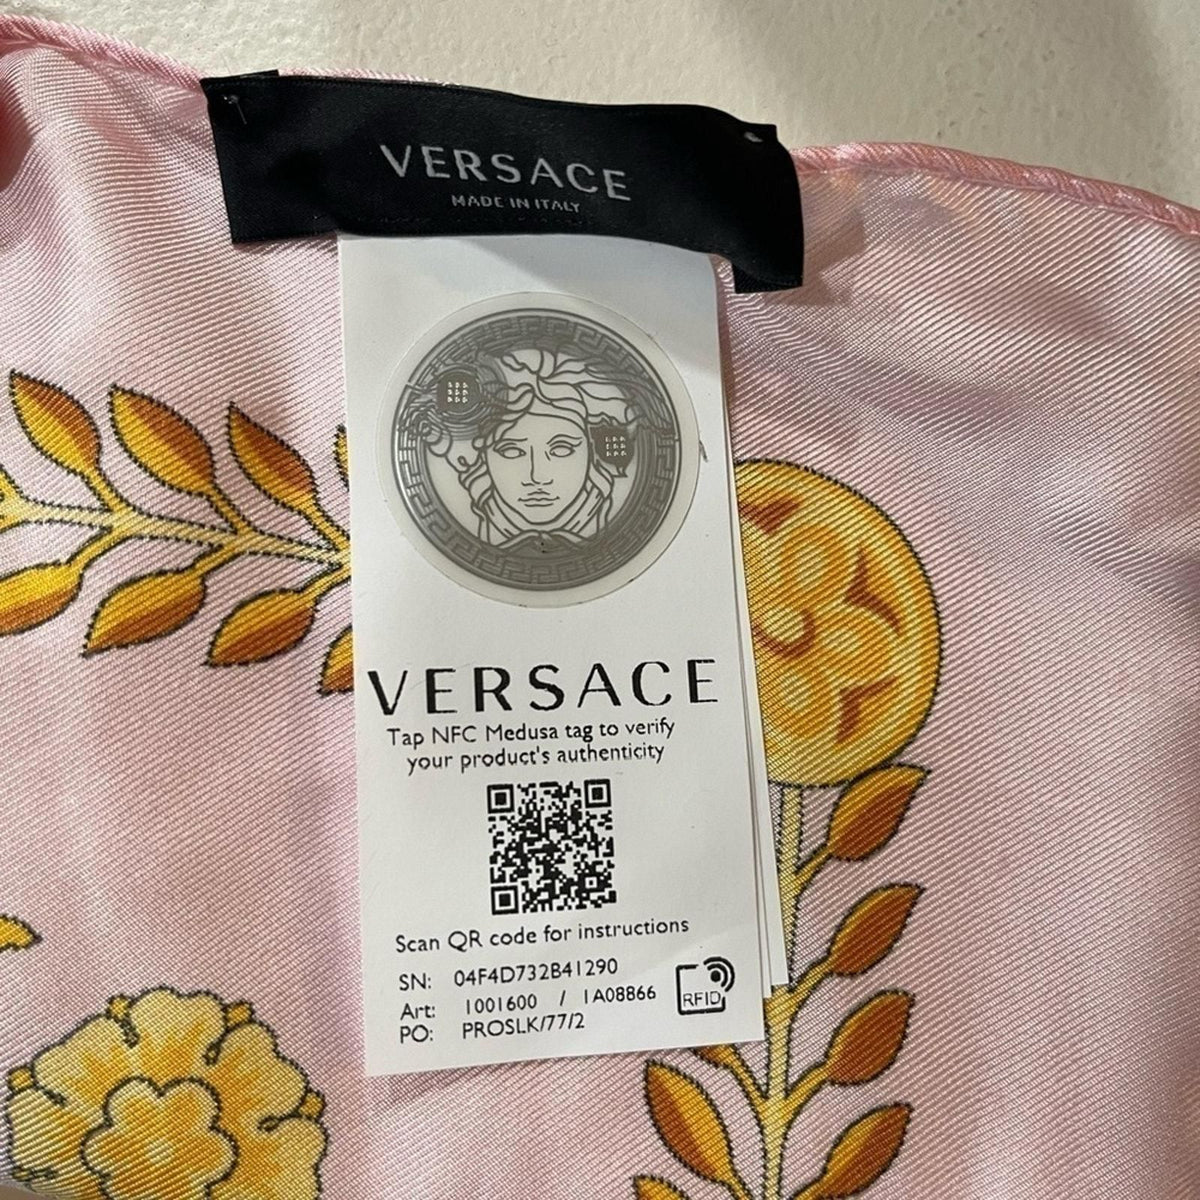 VERSACE
MADE IN ITALY
VERSACE
Tap NFC Medusa tag to verify
your product's authenticity
Scan QR code for instructions
SN: 04F4D732B41290
Art: 1001600 / 1A08866
PO: PROSLK/77/2
RFID